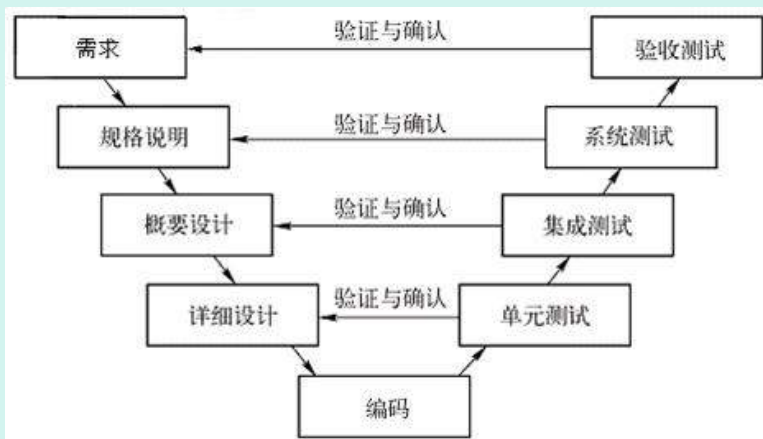 需求
验证与确认
验收测试
规格说明
验证与确认
系统测试
概要设计
验证与确认
集成测试
详细设计
验证与确认
单元测试
编码